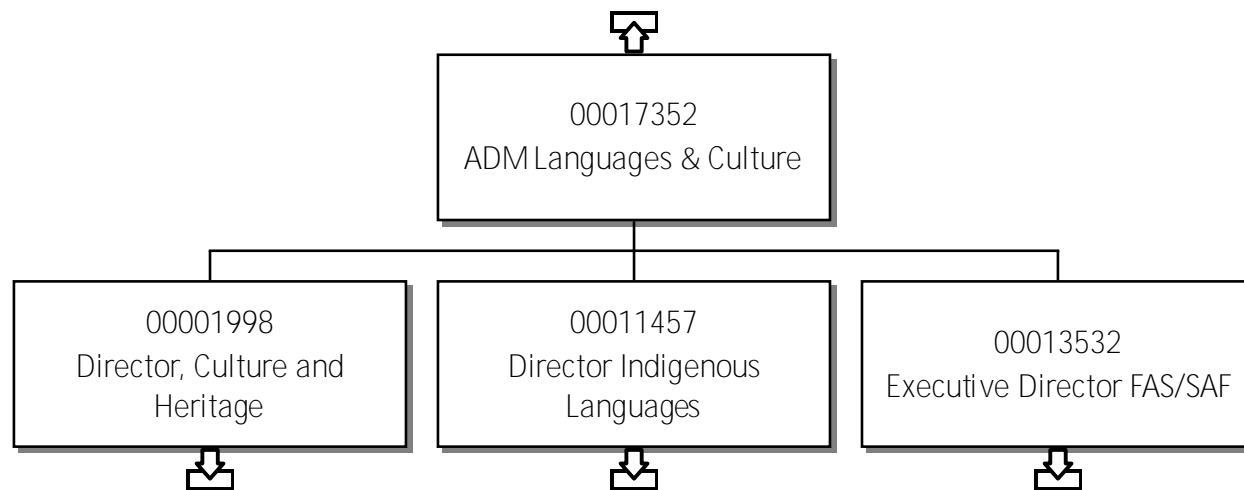 00017352
ADM Languages & Culture
00001998
Director, Culture and
Heritage
00011457
Director Indigenous
Languages
00013532
Executive Director FAS/SAF